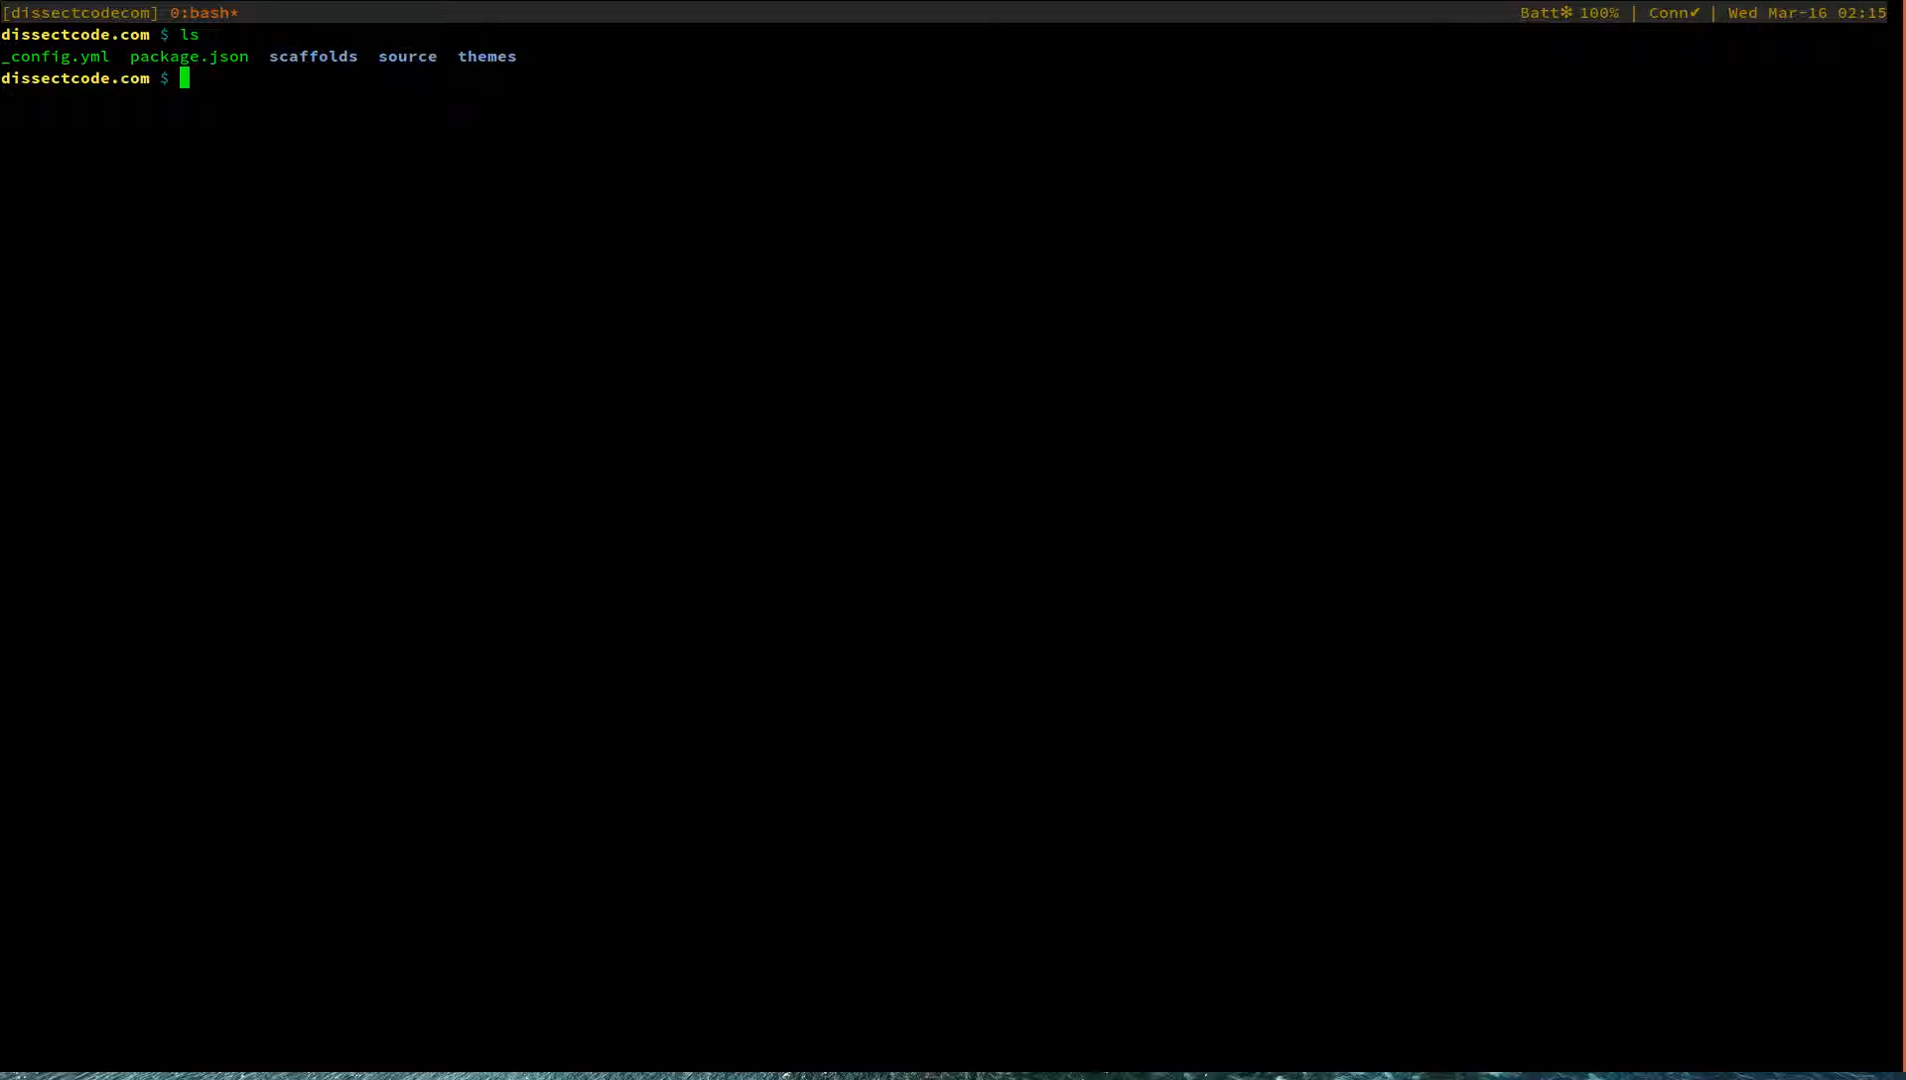 [dissectcodecom] 0:bash* Batt❇ 100% | Conn✔ | Wed Mar-16 02:15
dissectcode.com $ ls
_config.yml package.json scaffolds source themes
dissectcode.com $